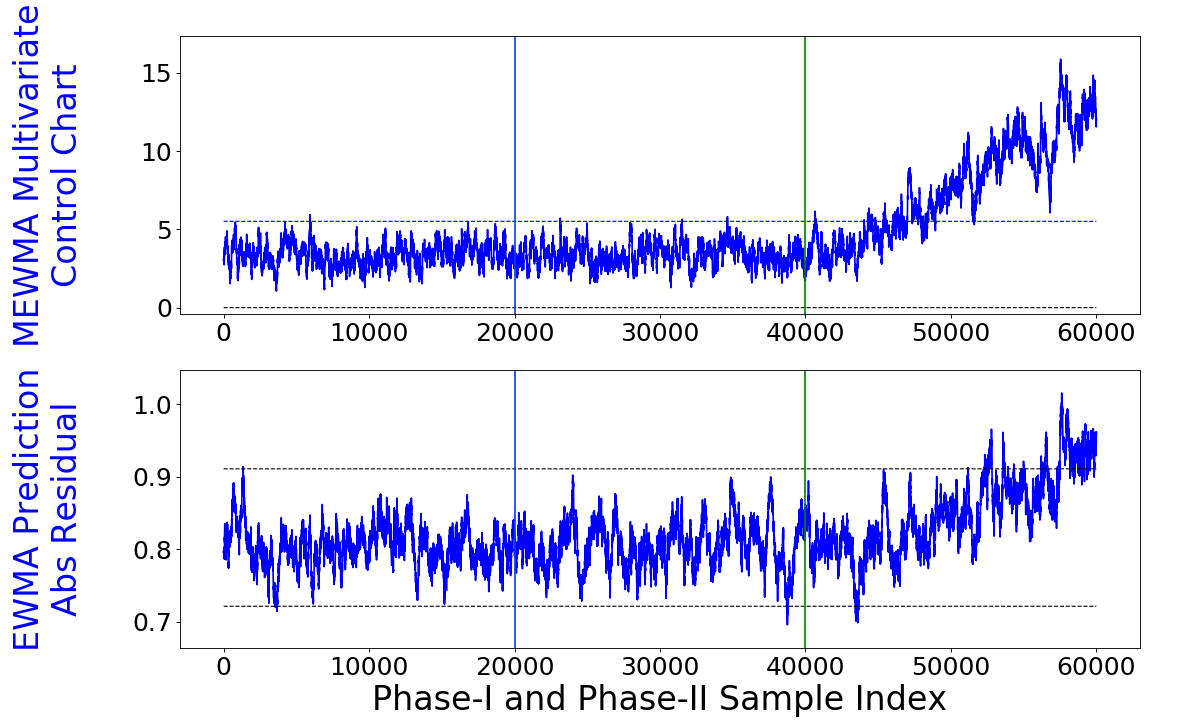 MEWMA Multivariate
Control Chart
15
10
5
0
0 10000 20000 30000 40000 50000 60000
EWMA Prediction
Abs Residual
1.0
0.9
0.8
0.7
0 10000 20000 30000 40000 50000 60000
Phase-I and Phase-II Sample Index